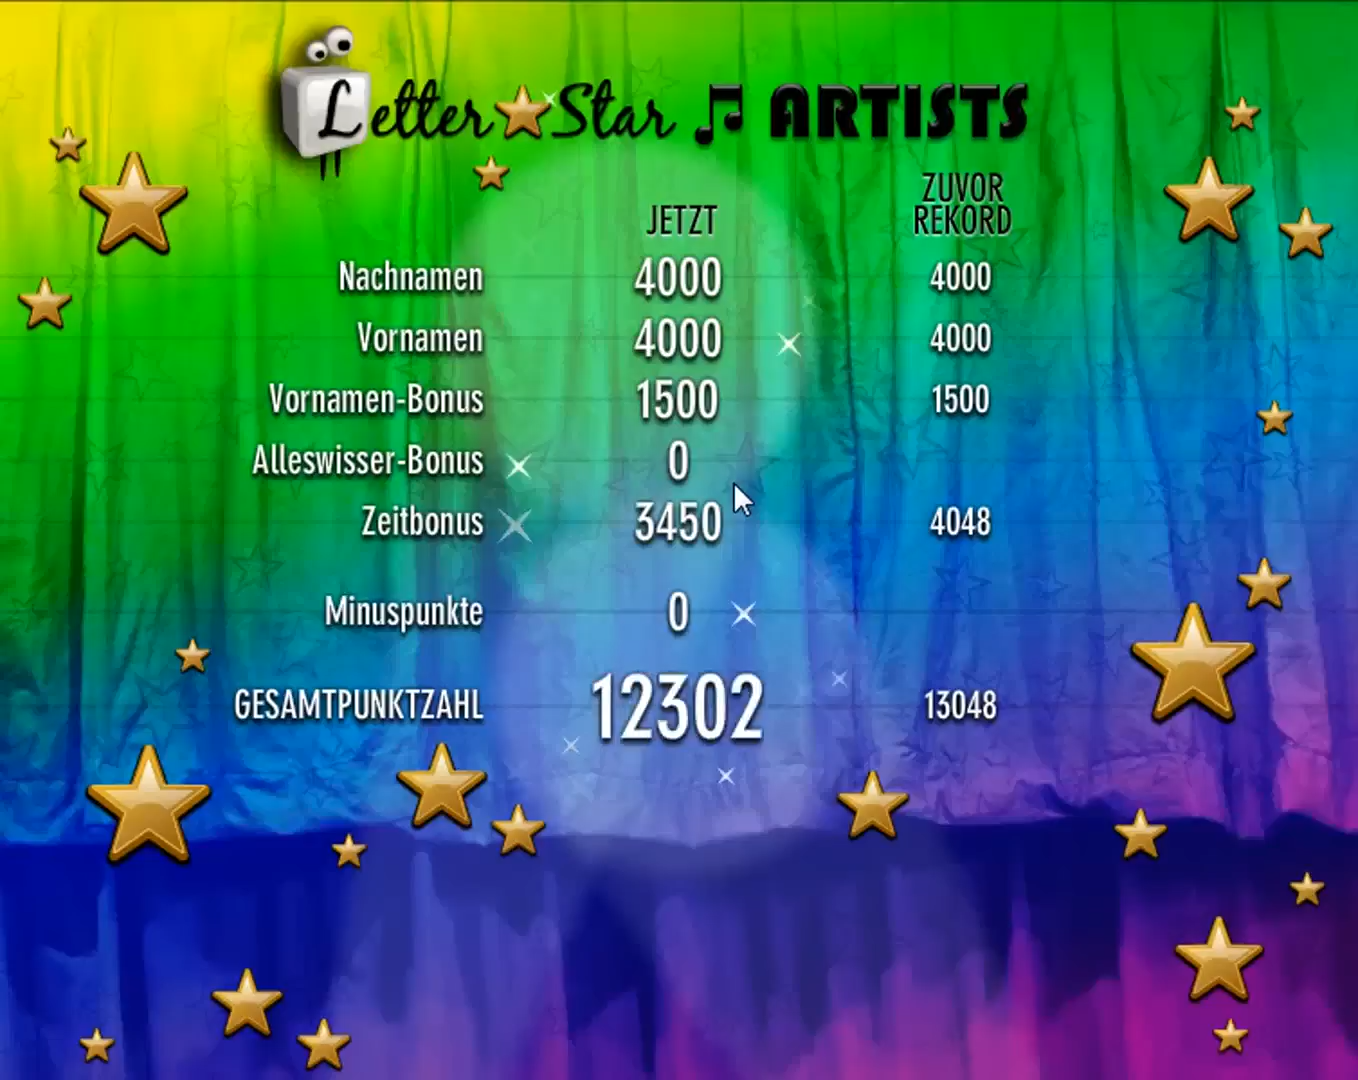 Letter Star ARTISTS
JETZT ZUVOR REKORD
Nachnamen 4000 4000
Vornamen 4000 4000
Vornamen-Bonus 1500 1500
Alleswisser-Bonus 0
Zeitbonus 3450 4048
Minuspunkte 0
GESAMTPUNKTZAHL 12302 13048